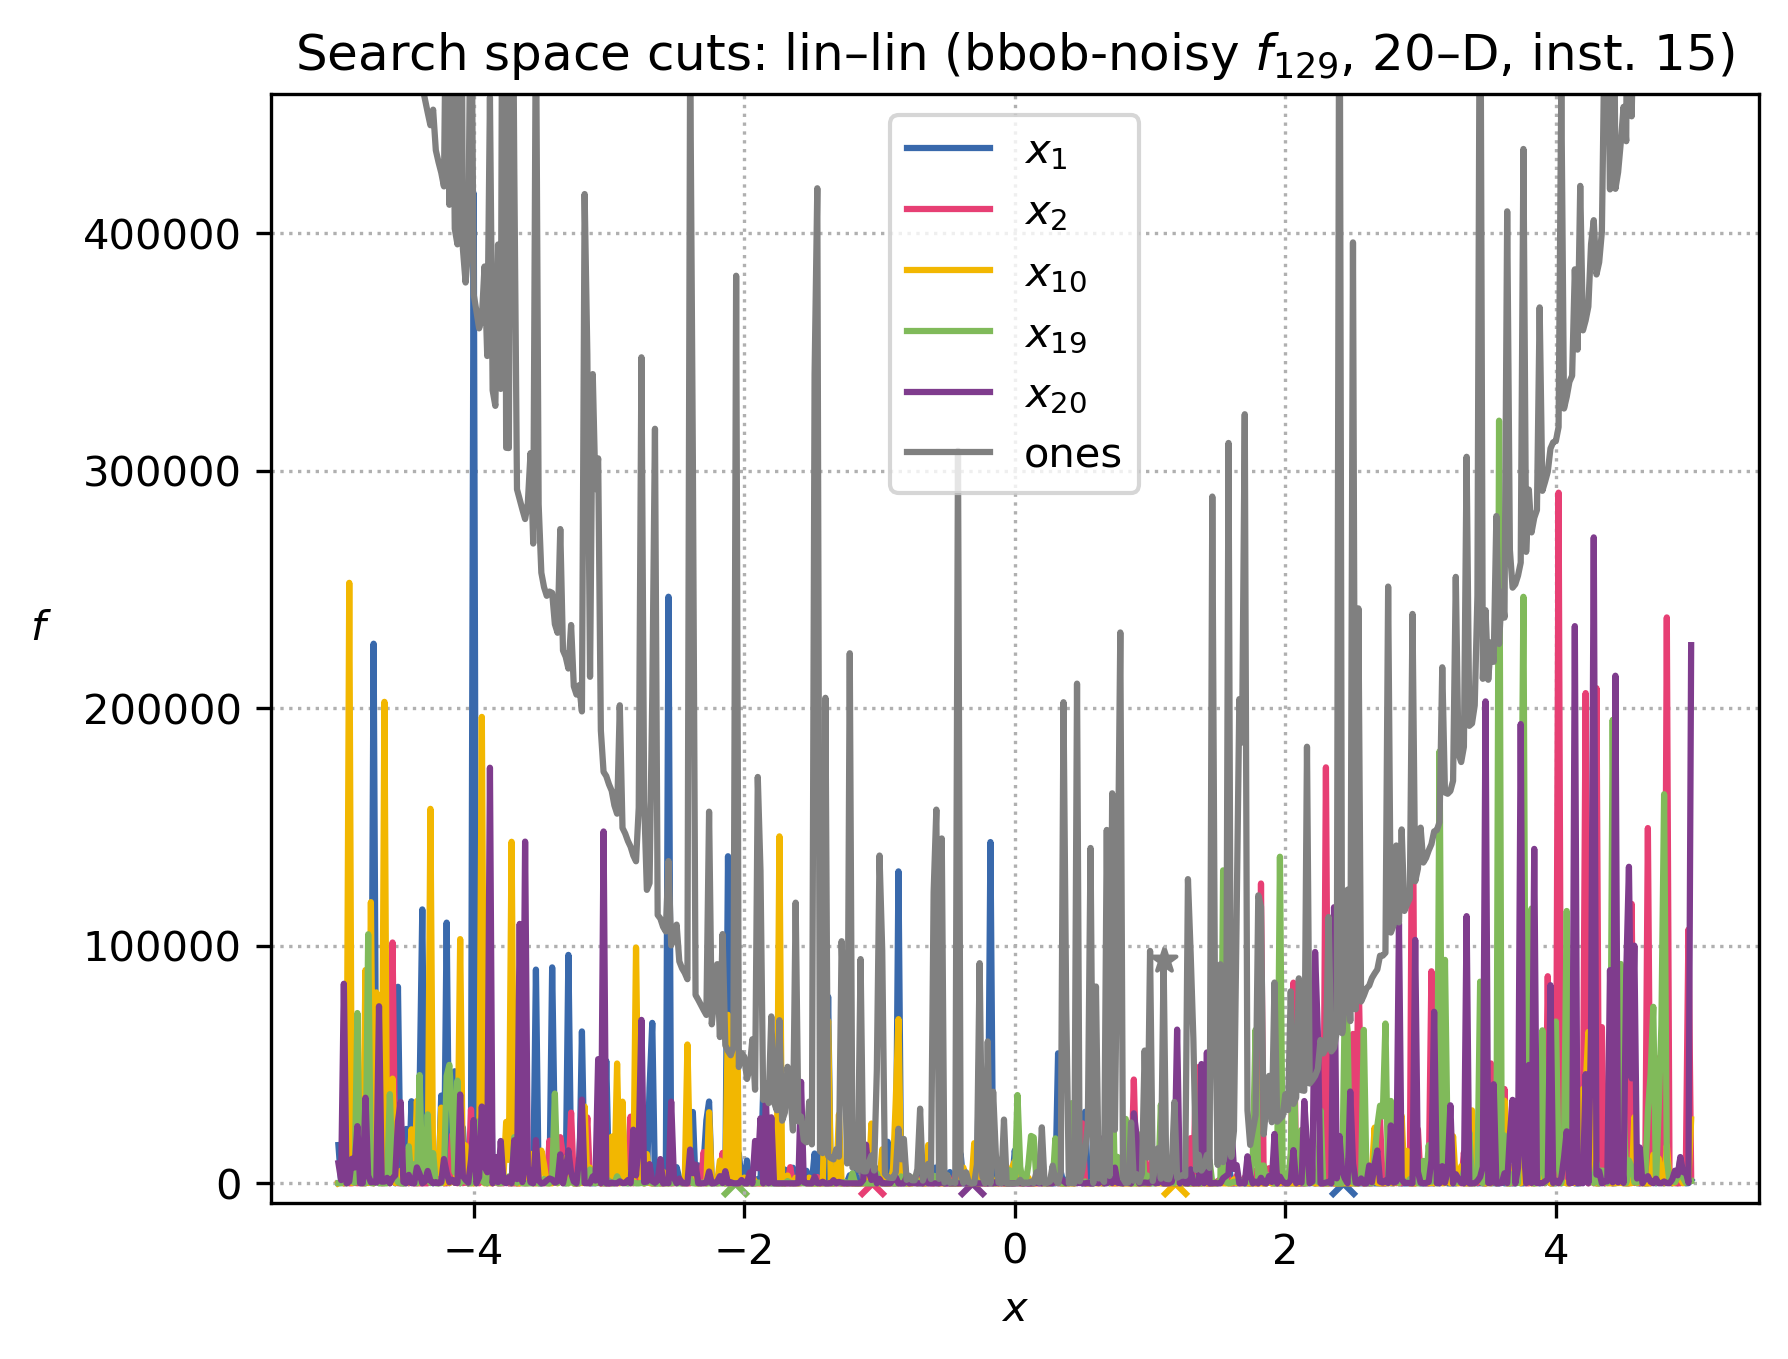 Search space cuts: lin–lin (bbob-noisy f₁₂₉, 20–D, inst. 15)
x₁
x₂
x₁₀
x₁₉
x₂₀
ones
400000
300000
200000
100000
0
f
−4
−2
0
2
4
x